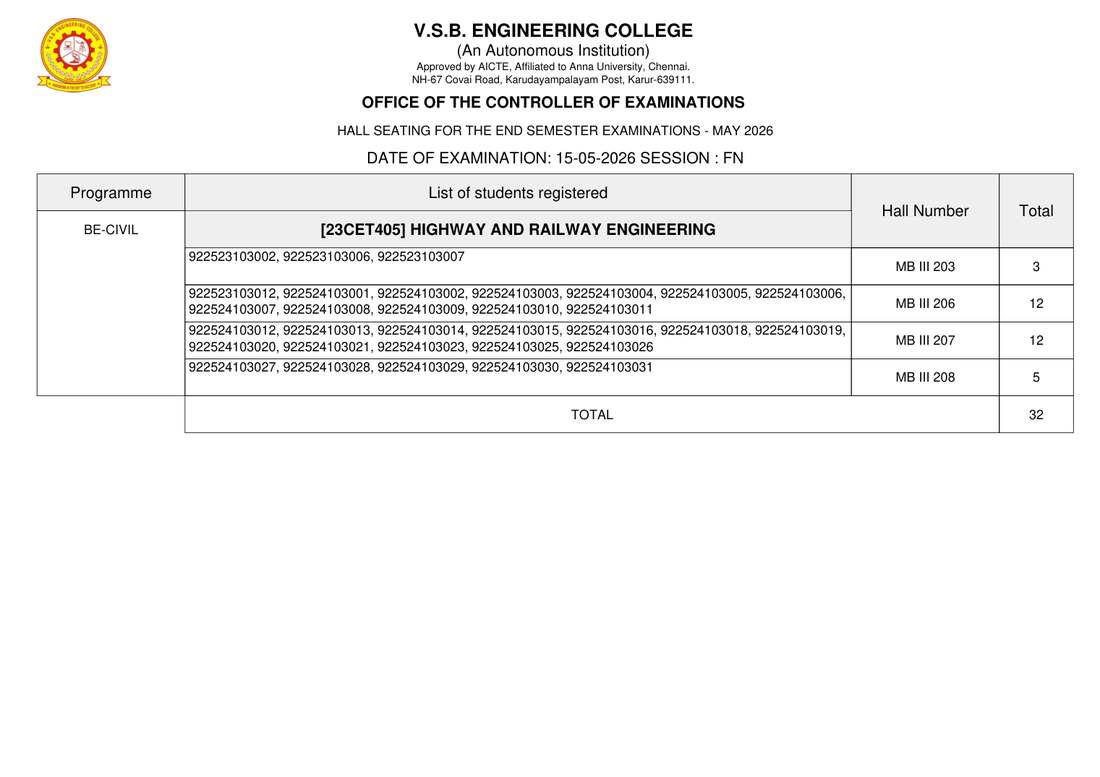 V.S.B. ENGINEERING COLLEGE
(An Autonomous Institution)
Approved by AICTE, Affiliated to Anna University, Chennai.
NH-67 Covai Road, Karudayampalayam Post, Karur-639111.
OFFICE OF THE CONTROLLER OF EXAMINATIONS
HALL SEATING FOR THE END SEMESTER EXAMINATIONS - MAY 2026
DATE OF EXAMINATION: 15-05-2026 SESSION : FN
Programme List of students registered Hall Number Total
BE-CIVIL [23CET405] HIGHWAY AND RAILWAY ENGINEERING
922523103002, 922523103006, 922523103007 MB III 203 3
922523103012, 922524103001, 922524103002, 922524103003, 922524103004, 922524103005, 922524103006,
922524103007, 922524103008, 922524103009, 922524103010, 922524103011 MB III 206 12
922524103012, 922524103013, 922524103014, 922524103015, 922524103016, 922524103018, 922524103019,
922524103020, 922524103021, 922524103023, 922524103025, 922524103026 MB III 207 12
922524103027, 922524103028, 922524103029, 922524103030, 922524103031 MB III 208 5
TOTAL 32